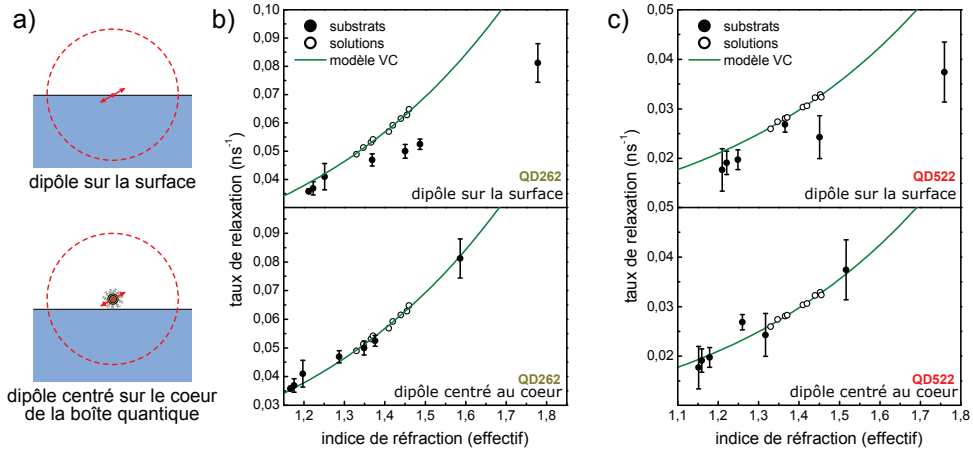 a)
dipôle sur la surface
dipôle centré sur le coeur
de la boîte quantique
b)
taux de relaxation (ns⁻¹)
0,10
0,09
0,08
0,07
0,06
0,05
0,04
substrats
solutions
modèle VC
QD262
dipôle sur la surface
0,09
0,08
0,07
0,06
0,05
0,04
0,03
QD262
dipôle centré au coeur
1,2 1,3 1,4 1,5 1,6 1,7 1,8
indice de réfraction (effectif)
c)
taux de relaxation (ns⁻¹)
0,05
0,05
0,03
0,02
substrats
solutions
modèle VC
QD522
dipôle sur la surface
0,05
0,05
0,03
0,02
QD522
dipôle centré au coeur
1,1 1,2 1,3 1,4 1,5 1,6 1,7 1,8
indice de réfraction (effectif)